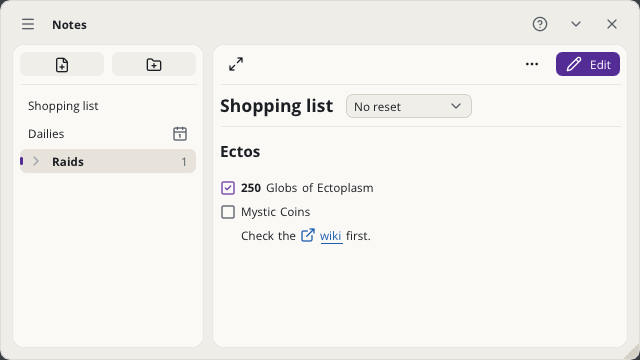 Notes
Edit
Shopping list
Dailies
1
Raids 1
Shopping list
No reset
Ectos
250 Globs of Ectoplasm
Mystic Coins
Check the wiki first.